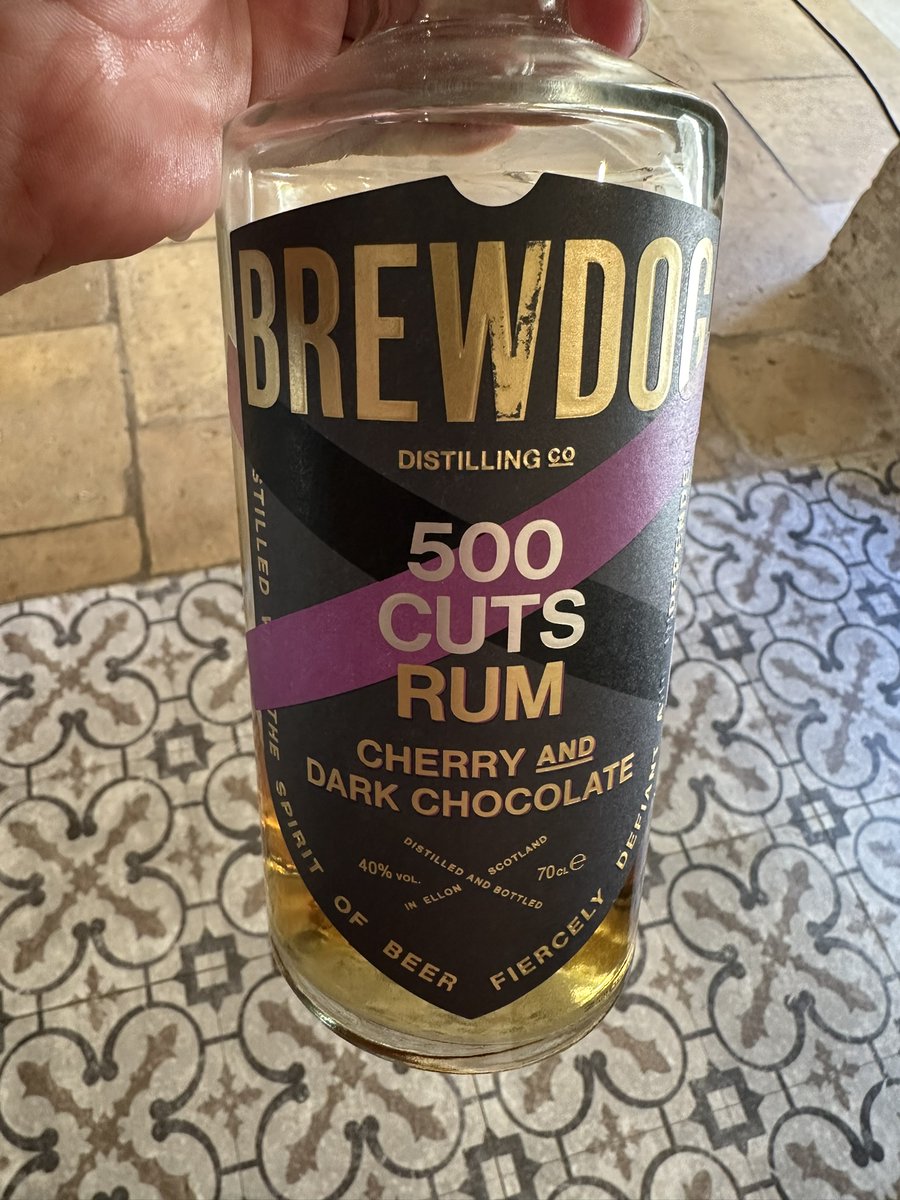 BREWDOG
DISTILLING CO
500
CUTS
RUM
CHERRY AND
DARK CHOCOLATE
DISTILLED AND BOTTLED
IN ELLON SCOTLAND
40% VOL.
70CL e
THE SPIRIT OF BEER
FIERCELY DEFIANT